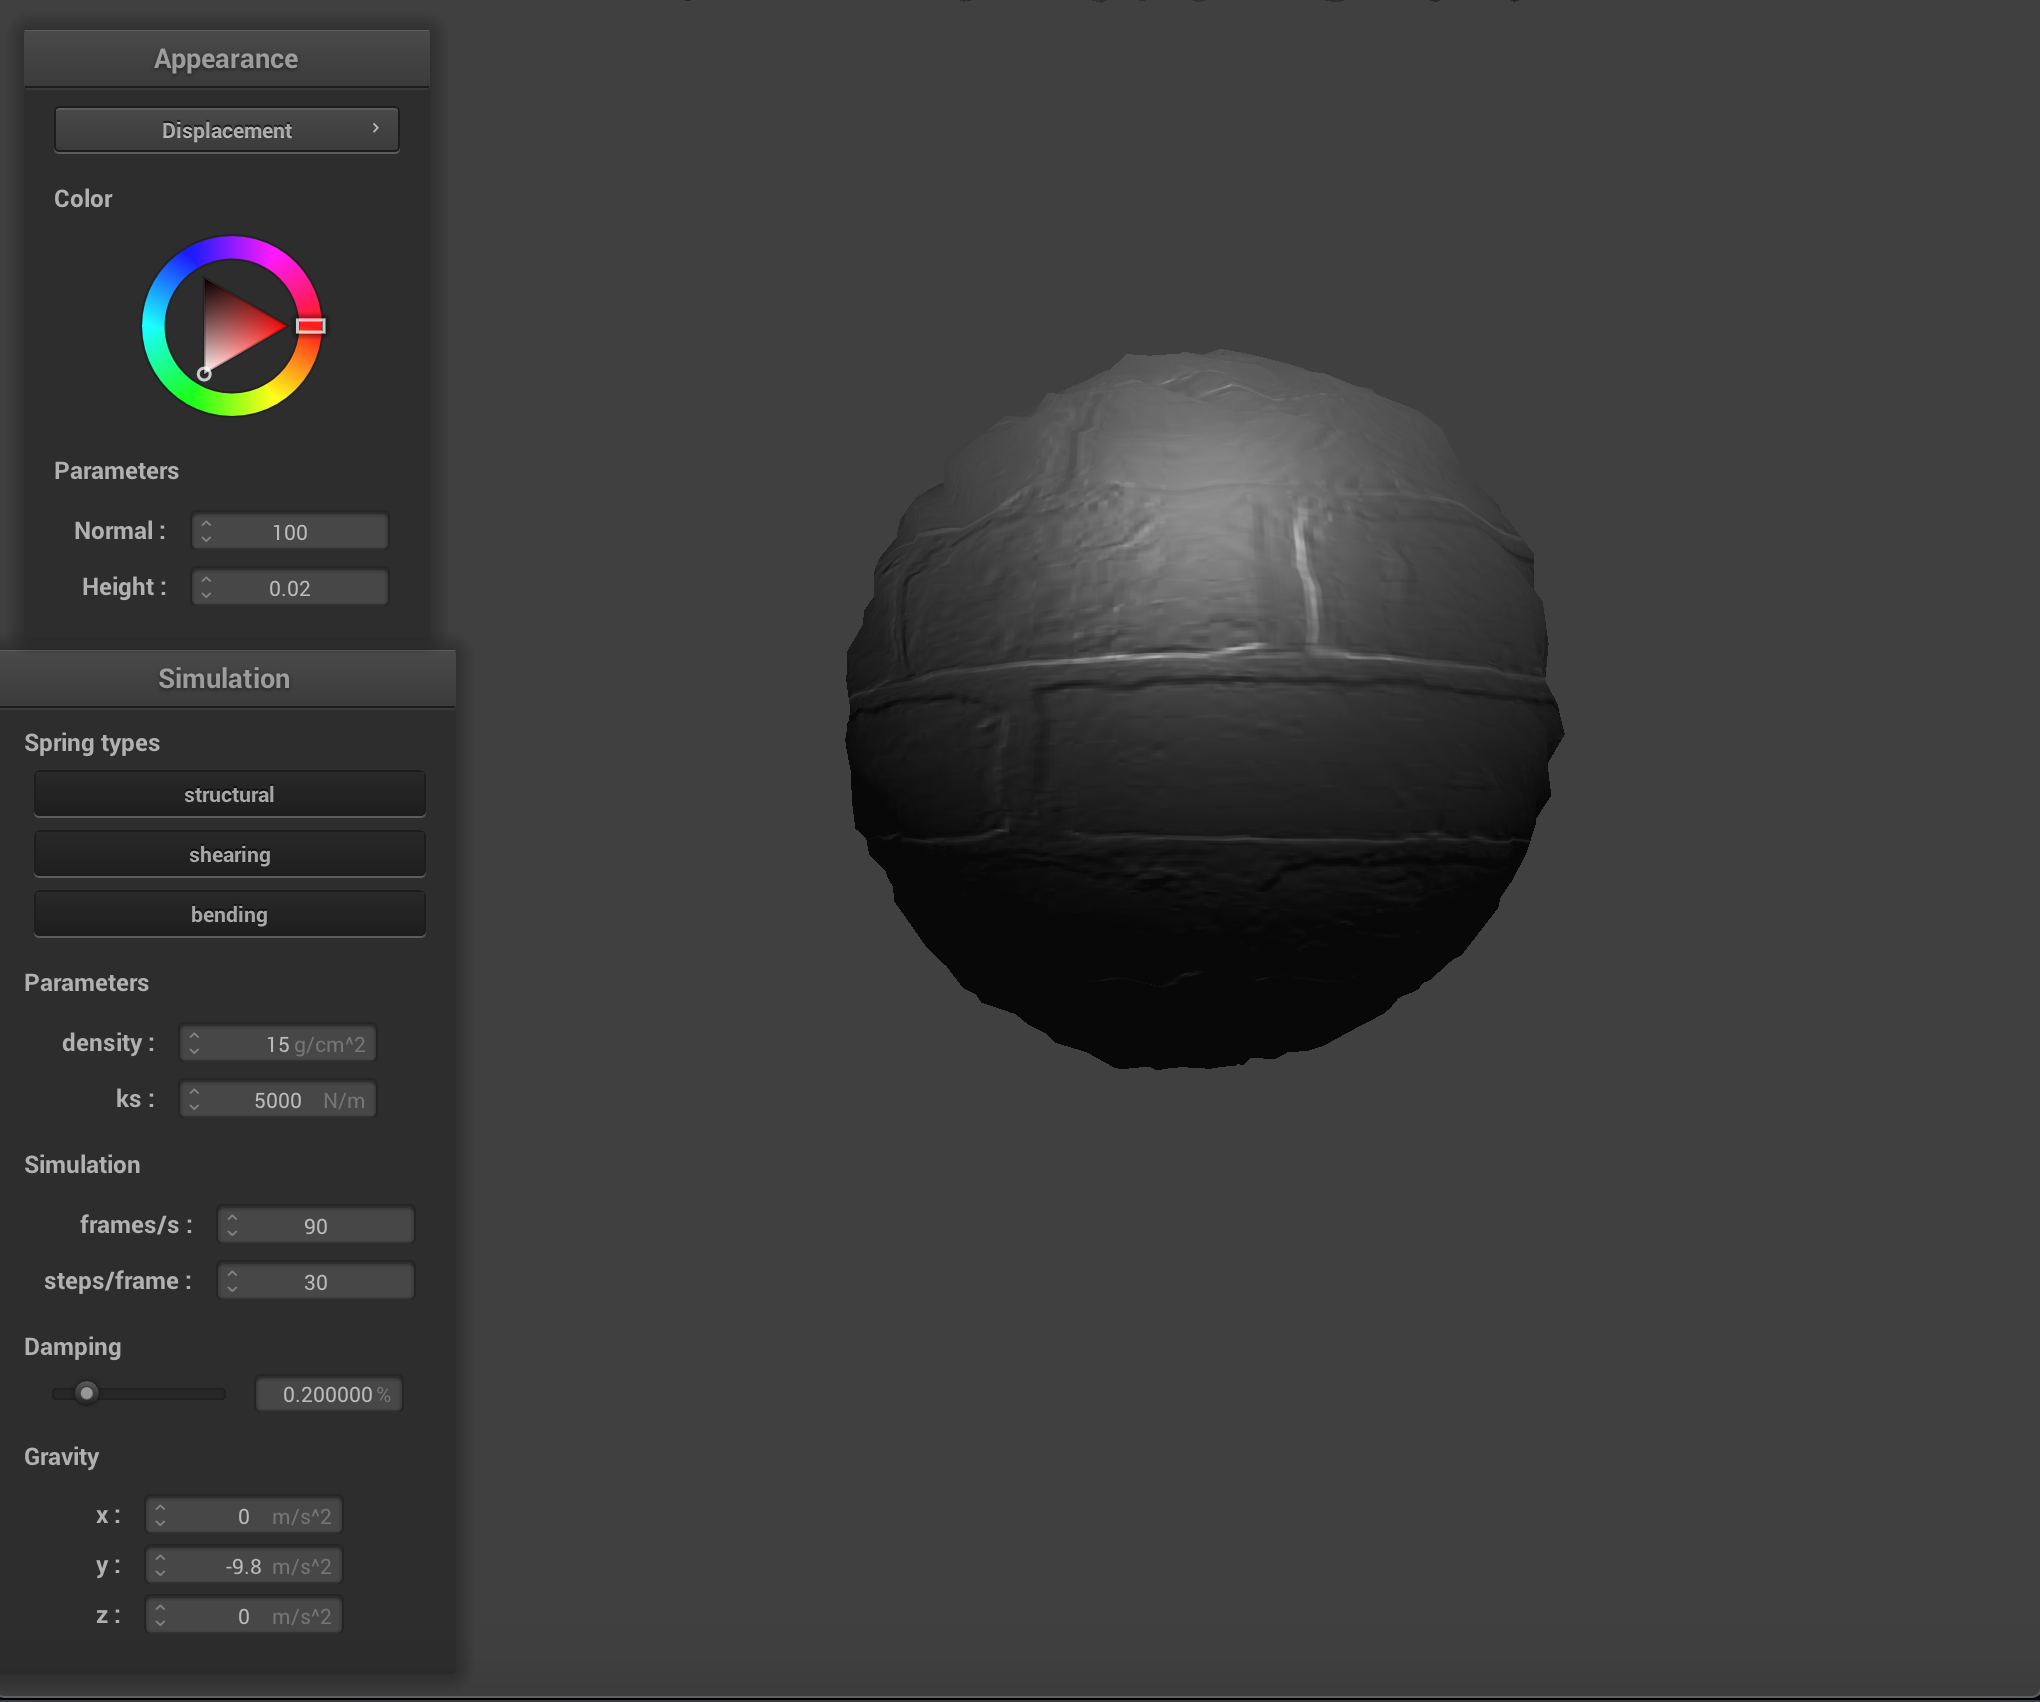 Appearance
Displacement
Color
Parameters
Normal : 100
Height : 0.02
Simulation
Spring types
structural
shearing
bending
Parameters
density : 15 g/cm^2
ks : 5000 N/m
Simulation
frames/s : 90
steps/frame : 30
Damping
0.200000 %
Gravity
x : 0 m/s^2
y : -9.8 m/s^2
z : 0 m/s^2